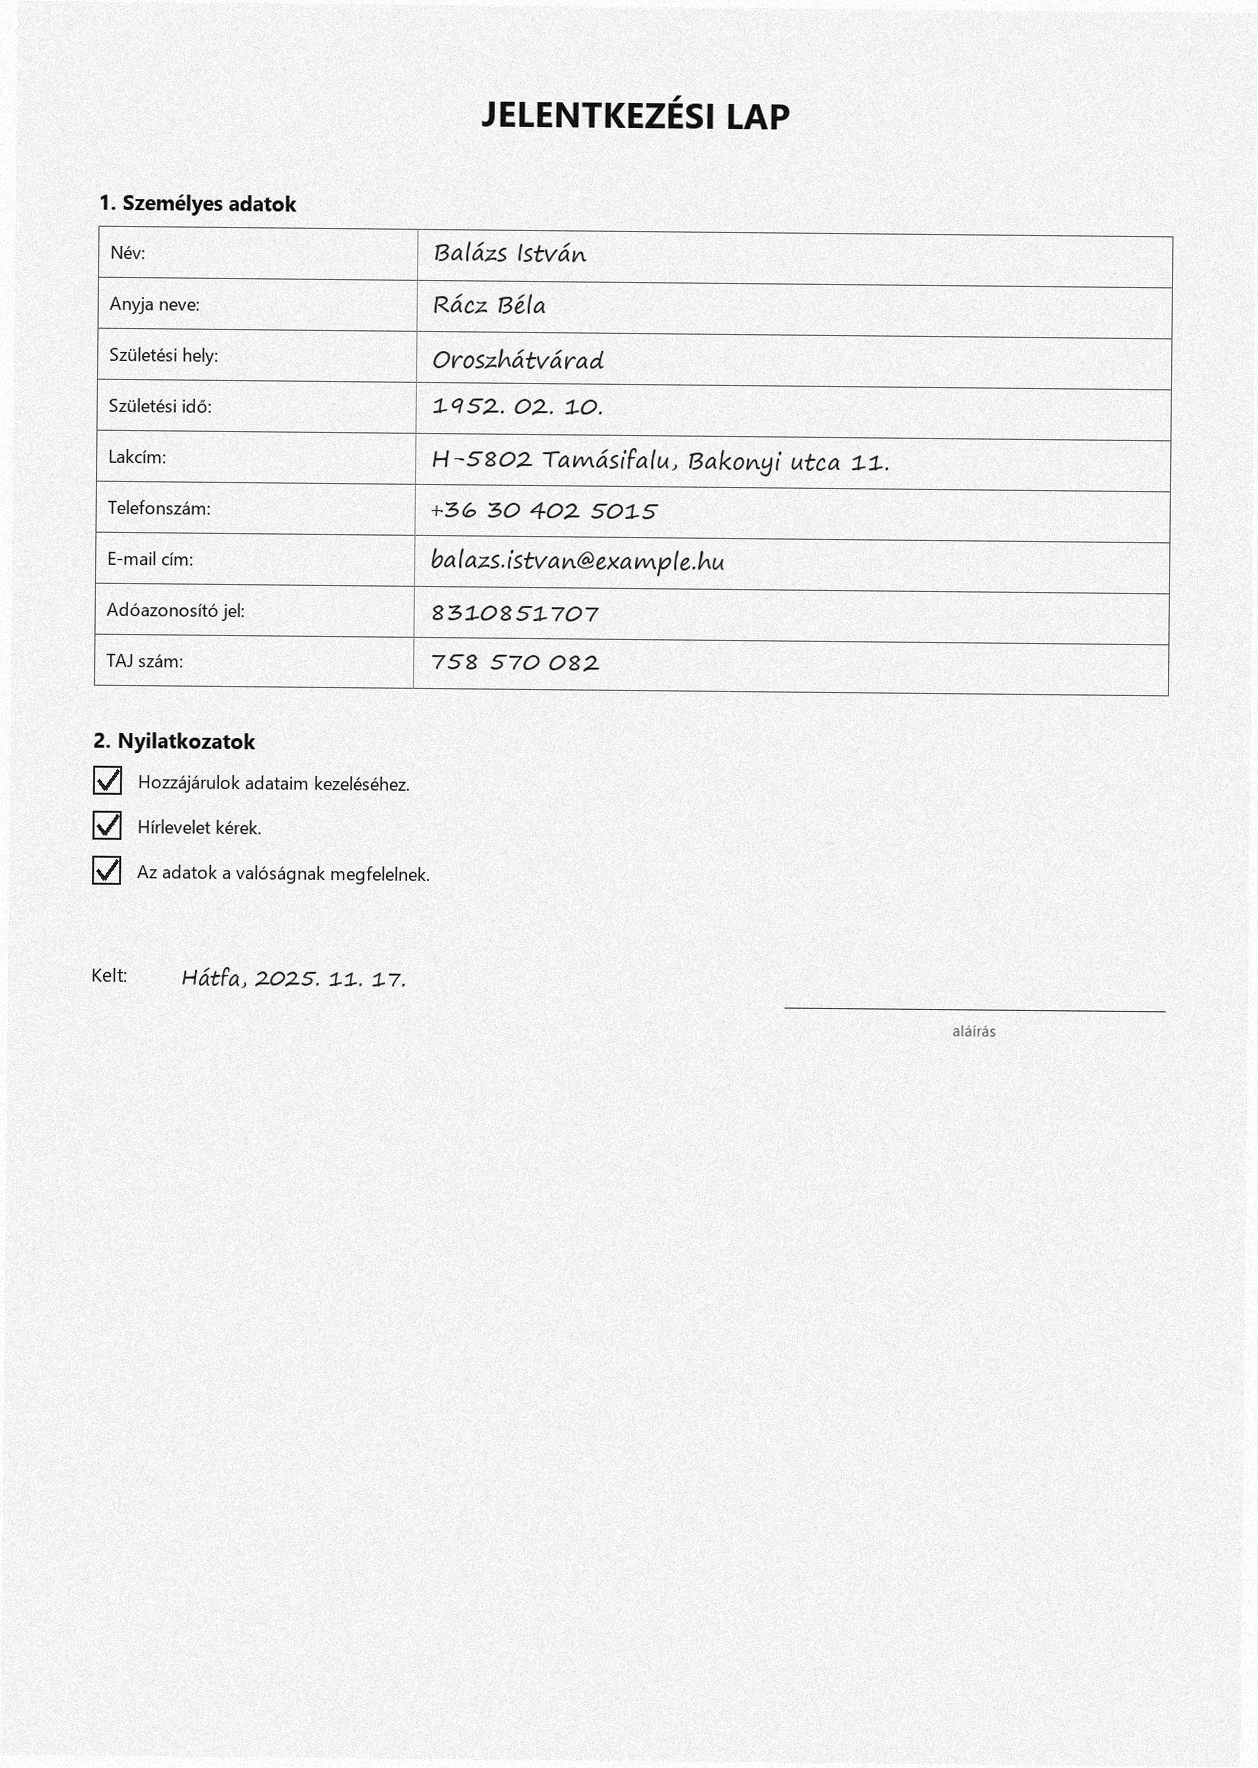 JELENTKEZÉSI LAP
1. Személyes adatok
Név: Balázs István
Anyja neve: Rácz Béla
Születési hely: Oroszhátvárad
Születési idő: 1952. 02. 10.
Lakcím: H-5802 Tamásifalu, Bakonyi utca 11.
Telefonszám: +36 30 402 5015
E-mail cím: balazs.istvan@example.hu
Adóazonosító jel: 8310851707
TAJ szám: 758 570 082
2. Nyilatkozatok
Hozzájárulok adataim kezeléséhez.
Hírlevelet kérek.
Az adatok a valóságnak megfelelnek.
Kelt: Hátfa, 2025. 11. 17.
aláírás